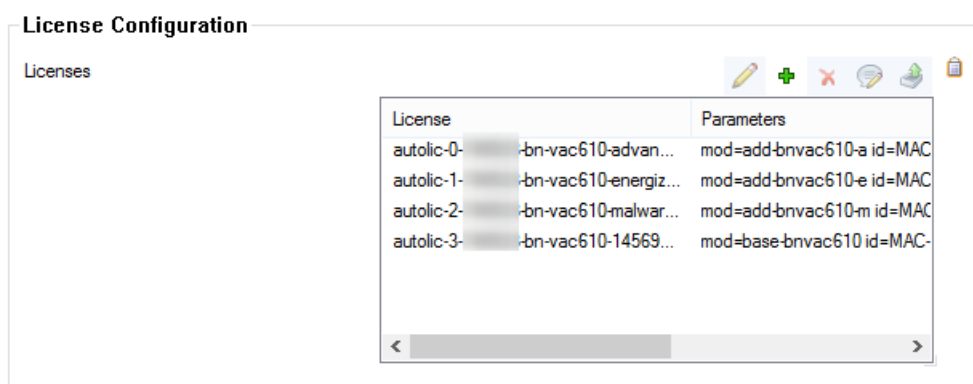 License Configuration
Licenses
License Parameters
autolic-0- -bn-vac610-advan... mod=add-bnvac610-a id=MAC
autolic-1- -bn-vac610-energiz... mod=add-bnvac610-e id=MAC
autolic-2- -bn-vac610-malwar... mod=add-bnvac610-m id=MAC
autolic-3- -bn-vac610-14569... mod=base-bnvac610 id=MAC-